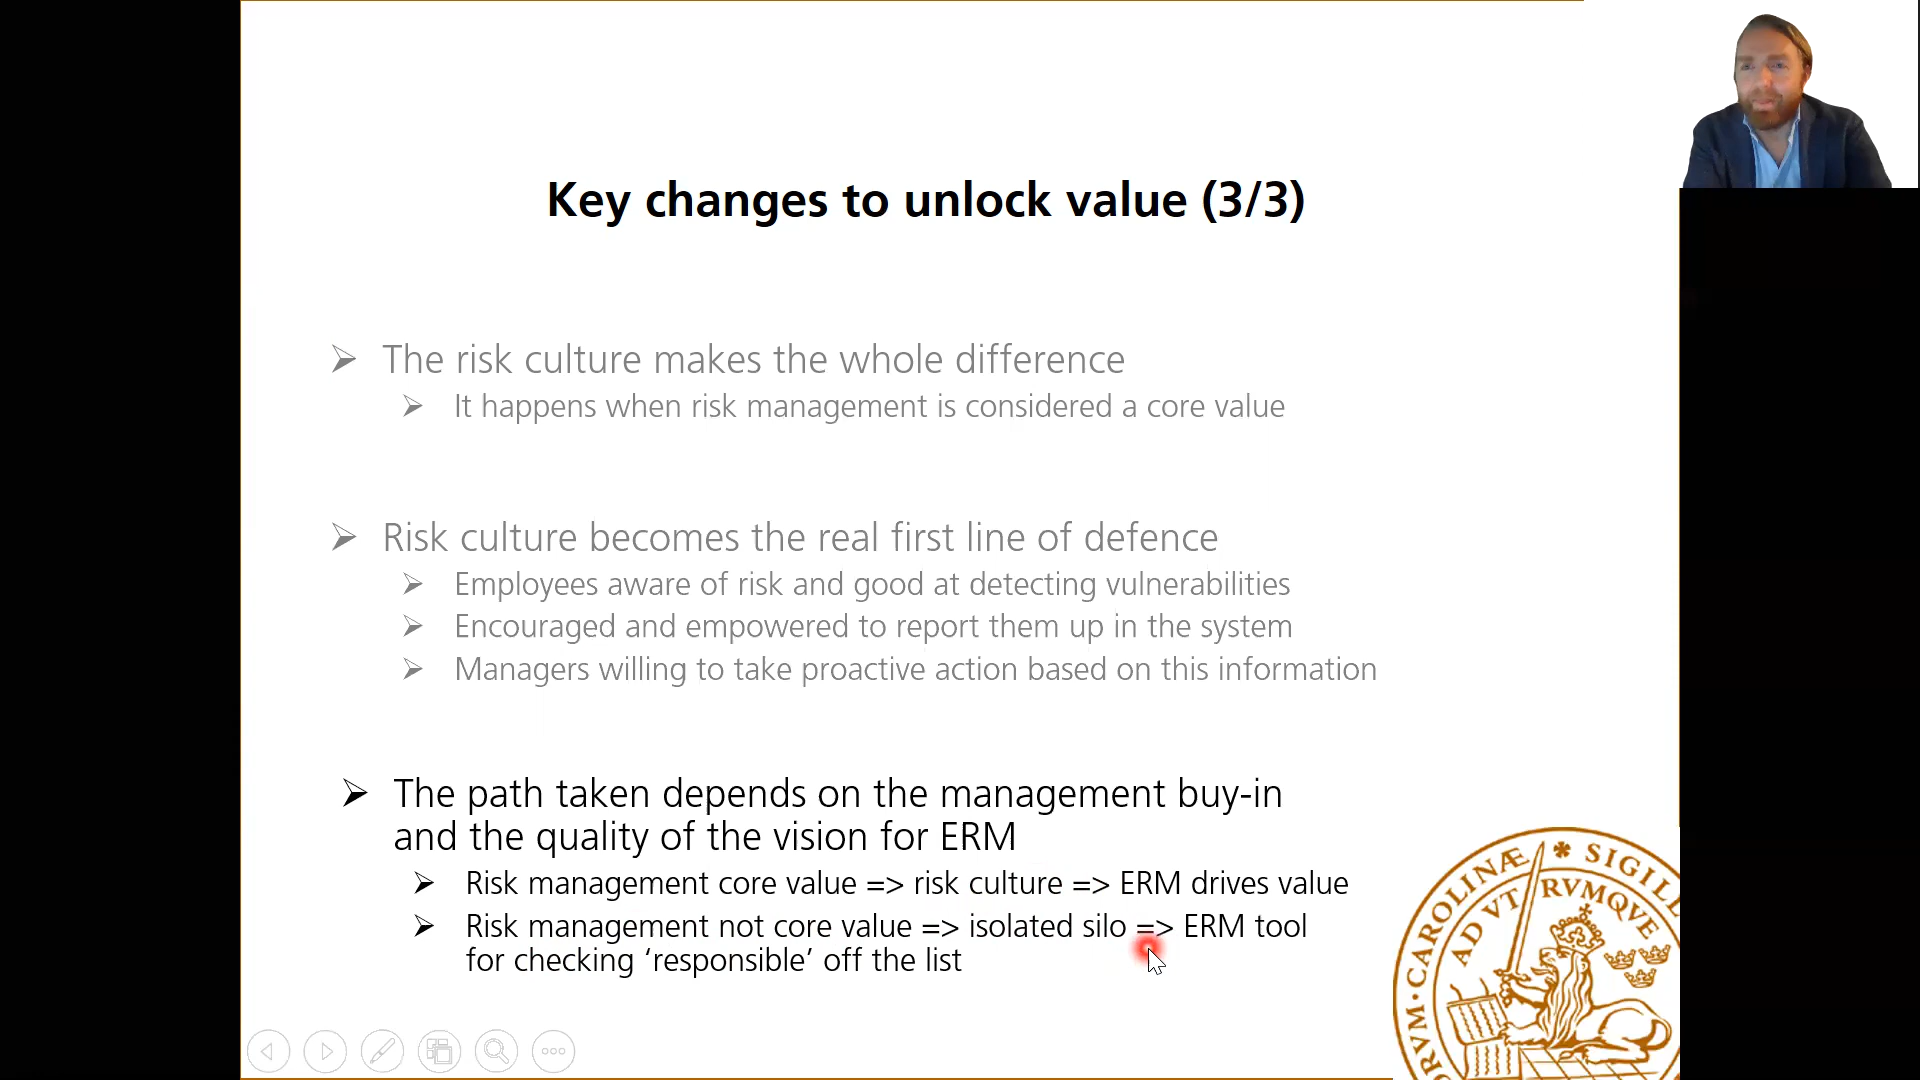 Key changes to unlock value (3/3)
The risk culture makes the whole difference
It happens when risk management is considered a core value
Risk culture becomes the real first line of defence
Employees aware of risk and good at detecting vulnerabilities
Encouraged and empowered to report them up in the system
Managers willing to take proactive action based on this information
The path taken depends on the management buy-in
and the quality of the vision for ERM
Risk management core value => risk culture => ERM drives value
Risk management not core value => isolated silo => ERM tool
for checking ‘responsible’ off the list
RVM·CAROLINÆ * SIGILL
AD VTRVMQVE